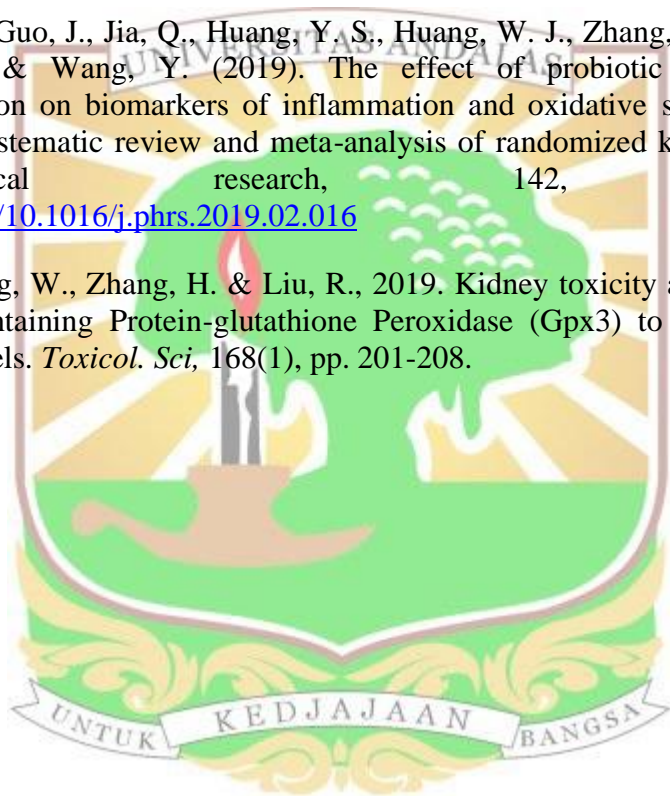 Guo, J., Jia, Q., Huang, Y. S., Huang, W. J., Zhang,
& Wang, Y. (2019). The effect of probiotic
on on biomarkers of inflammation and oxidative s
stematic review and meta-analysis of randomized k
cal research, 142,
/10.1016/j.phrs.2019.02.016
g, W., Zhang, H. & Liu, R., 2019. Kidney toxicity a
ntaining Protein-glutathione Peroxidase (Gpx3) to
els. Toxicol. Sci, 168(1), pp. 201-208.
UNIVERSITAS ANDALAS
UNTUK KEDJAJAAN BANGSA